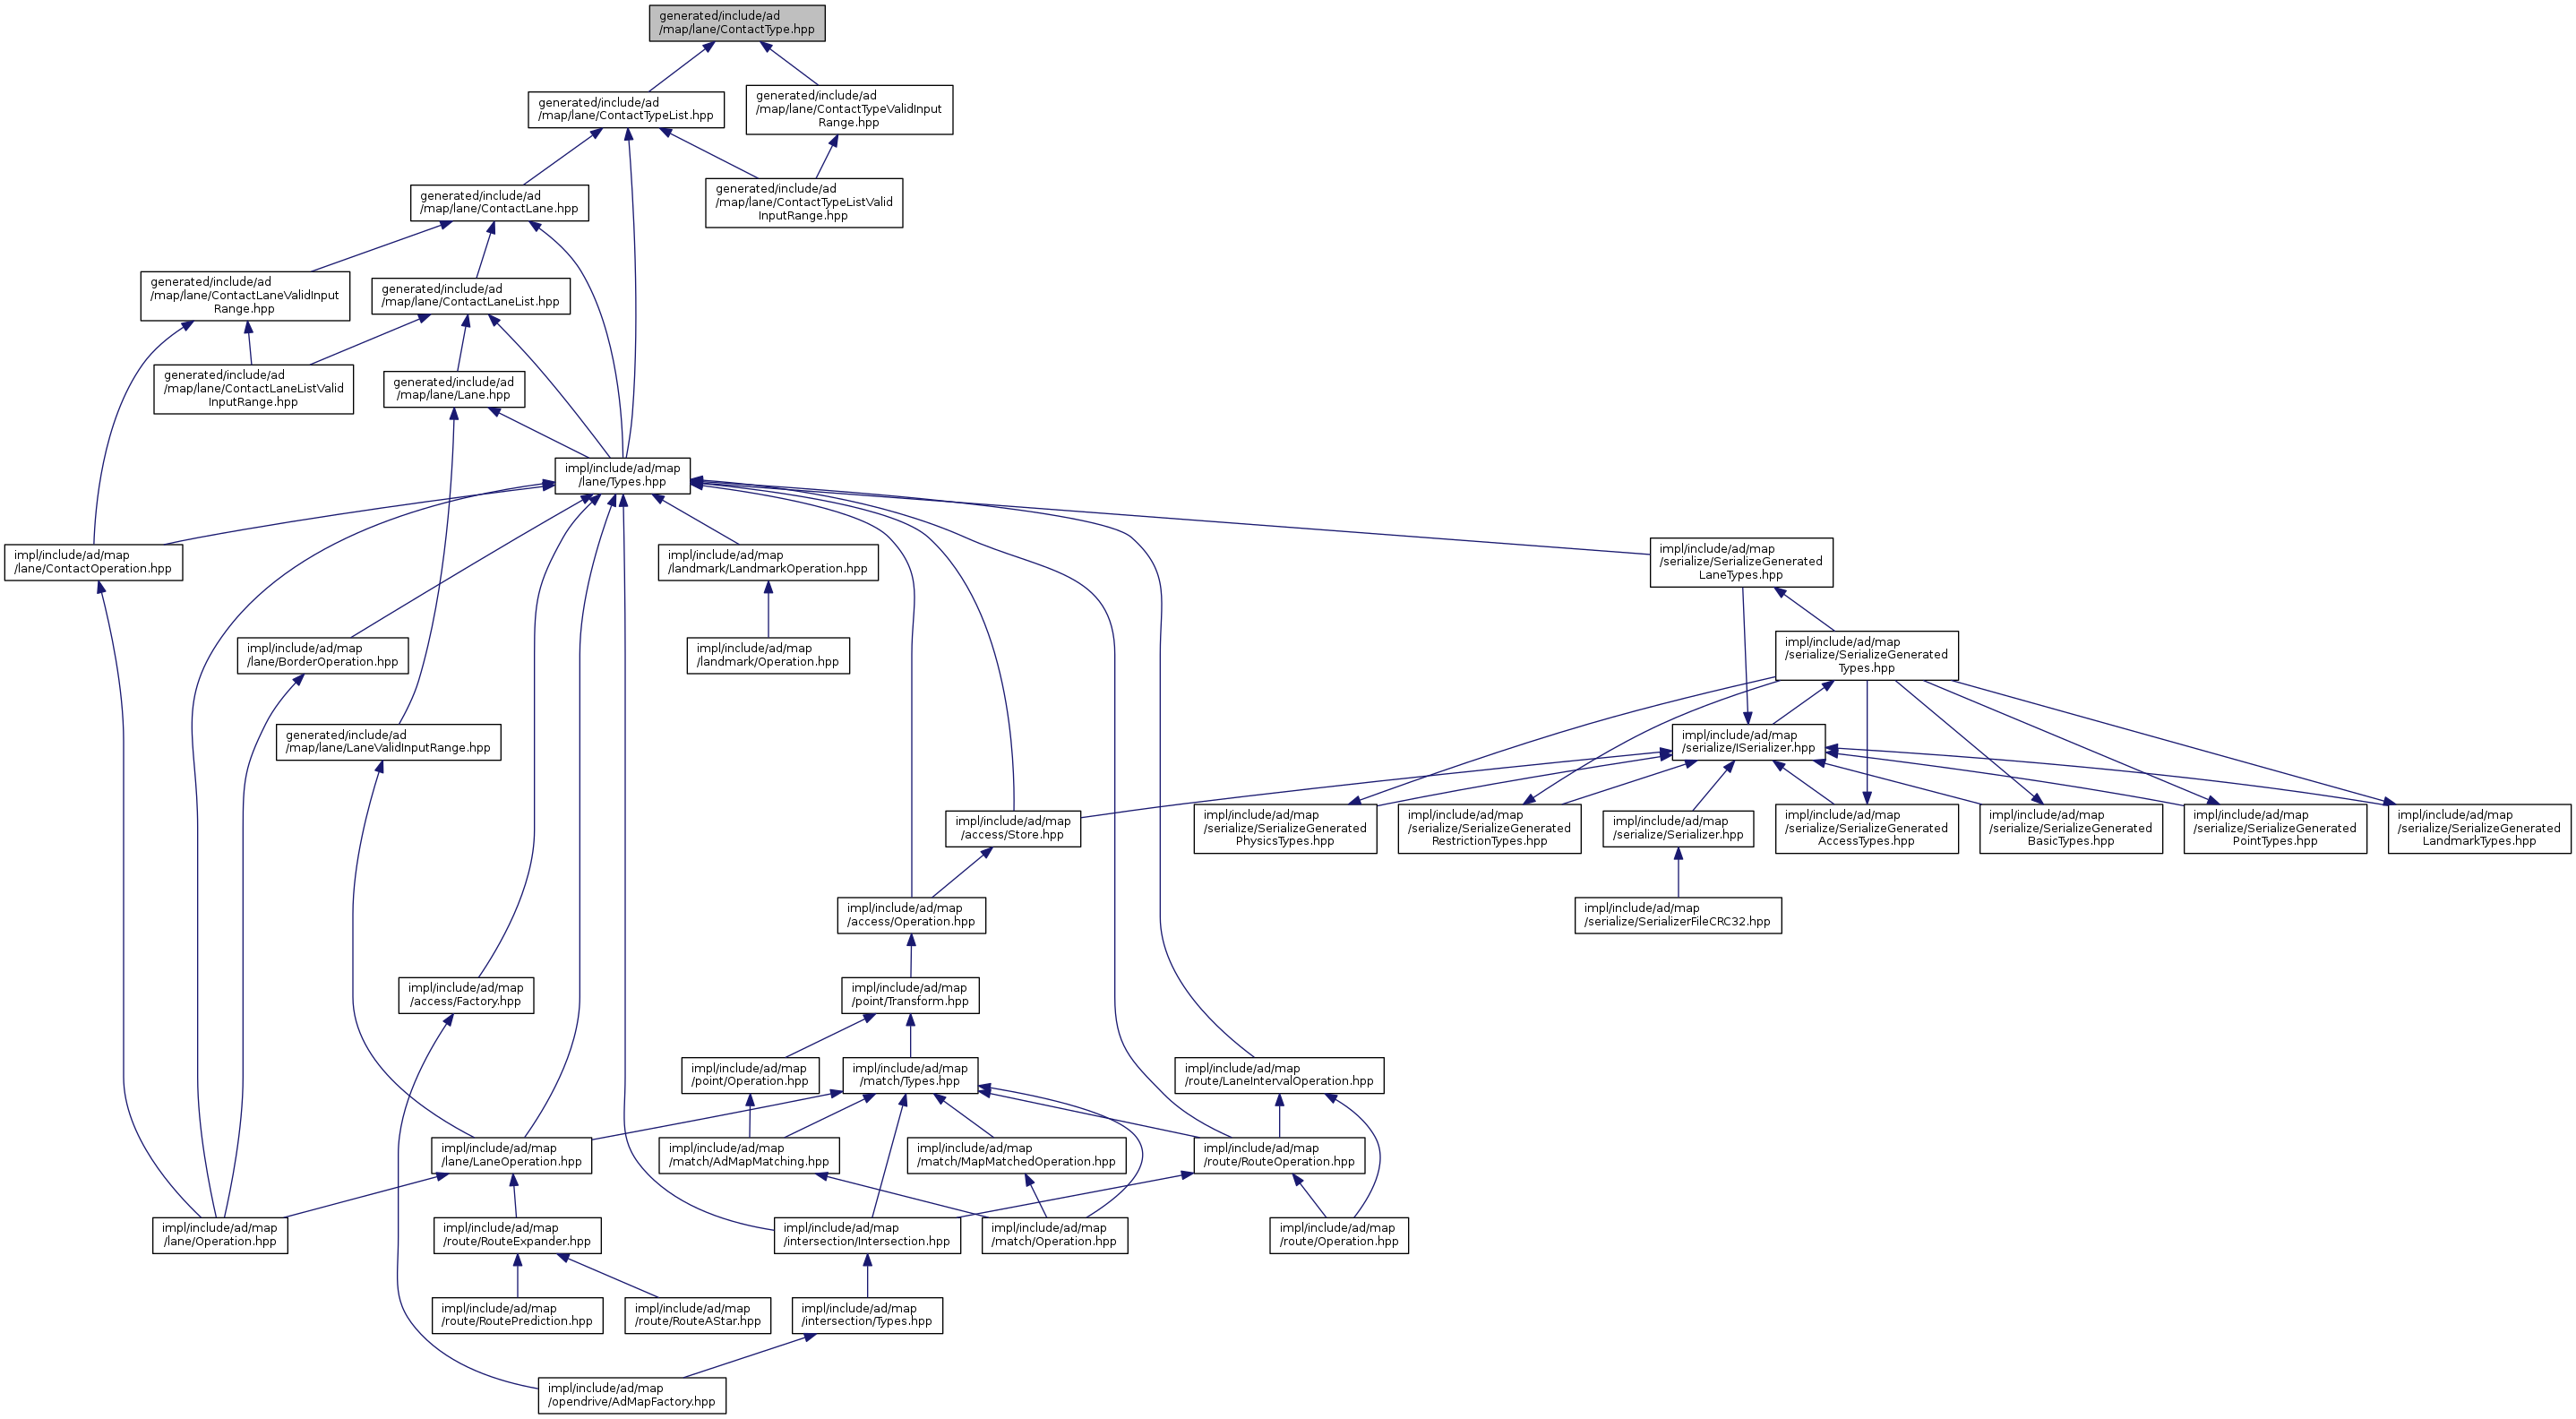 generated/include/ad
/map/lane/ContactType.hpp
generated/include/ad
/map/lane/ContactTypeList.hpp
generated/include/ad
/map/lane/ContactTypeValidInput
Range.hpp
generated/include/ad
/map/lane/ContactLane.hpp
generated/include/ad
/map/lane/ContactTypeListValid
InputRange.hpp
generated/include/ad
/map/lane/ContactLaneValidInput
Range.hpp
generated/include/ad
/map/lane/ContactLaneList.hpp
generated/include/ad
/map/lane/ContactLaneListValid
InputRange.hpp
generated/include/ad
/map/lane/Lane.hpp
impl/include/ad/map
/lane/Types.hpp
impl/include/ad/map
/lane/ContactOperation.hpp
impl/include/ad/map
/landmark/LandmarkOperation.hpp
impl/include/ad/map
/serialize/SerializeGenerated
LaneTypes.hpp
impl/include/ad/map
/lane/BorderOperation.hpp
impl/include/ad/map
/landmark/Operation.hpp
impl/include/ad/map
/serialize/SerializeGenerated
Types.hpp
generated/include/ad
/map/lane/LaneValidInputRange.hpp
impl/include/ad/map
/serialize/ISerializer.hpp
impl/include/ad/map
/access/Store.hpp
impl/include/ad/map
/serialize/SerializeGenerated
PhysicsTypes.hpp
impl/include/ad/map
/serialize/SerializeGenerated
RestrictionTypes.hpp
impl/include/ad/map
/serialize/Serializer.hpp
impl/include/ad/map
/serialize/SerializeGenerated
AccessTypes.hpp
impl/include/ad/map
/serialize/SerializeGenerated
BasicTypes.hpp
impl/include/ad/map
/serialize/SerializeGenerated
PointTypes.hpp
impl/include/ad/map
/serialize/SerializeGenerated
LandmarkTypes.hpp
impl/include/ad/map
/access/Operation.hpp
impl/include/ad/map
/serialize/SerializerFileCRC32.hpp
impl/include/ad/map
/access/Factory.hpp
impl/include/ad/map
/point/Transform.hpp
impl/include/ad/map
/point/Operation.hpp
impl/include/ad/map
/match/Types.hpp
impl/include/ad/map
/route/LaneIntervalOperation.hpp
impl/include/ad/map
/lane/LaneOperation.hpp
impl/include/ad/map
/match/AdMapMatching.hpp
impl/include/ad/map
/match/MapMatchedOperation.hpp
impl/include/ad/map
/route/RouteOperation.hpp
impl/include/ad/map
/lane/Operation.hpp
impl/include/ad/map
/route/RouteExpander.hpp
impl/include/ad/map
/intersection/Intersection.hpp
impl/include/ad/map
/match/Operation.hpp
impl/include/ad/map
/route/Operation.hpp
impl/include/ad/map
/route/RoutePrediction.hpp
impl/include/ad/map
/route/RouteAStar.hpp
impl/include/ad/map
/intersection/Types.hpp
impl/include/ad/map
/opendrive/AdMapFactory.hpp